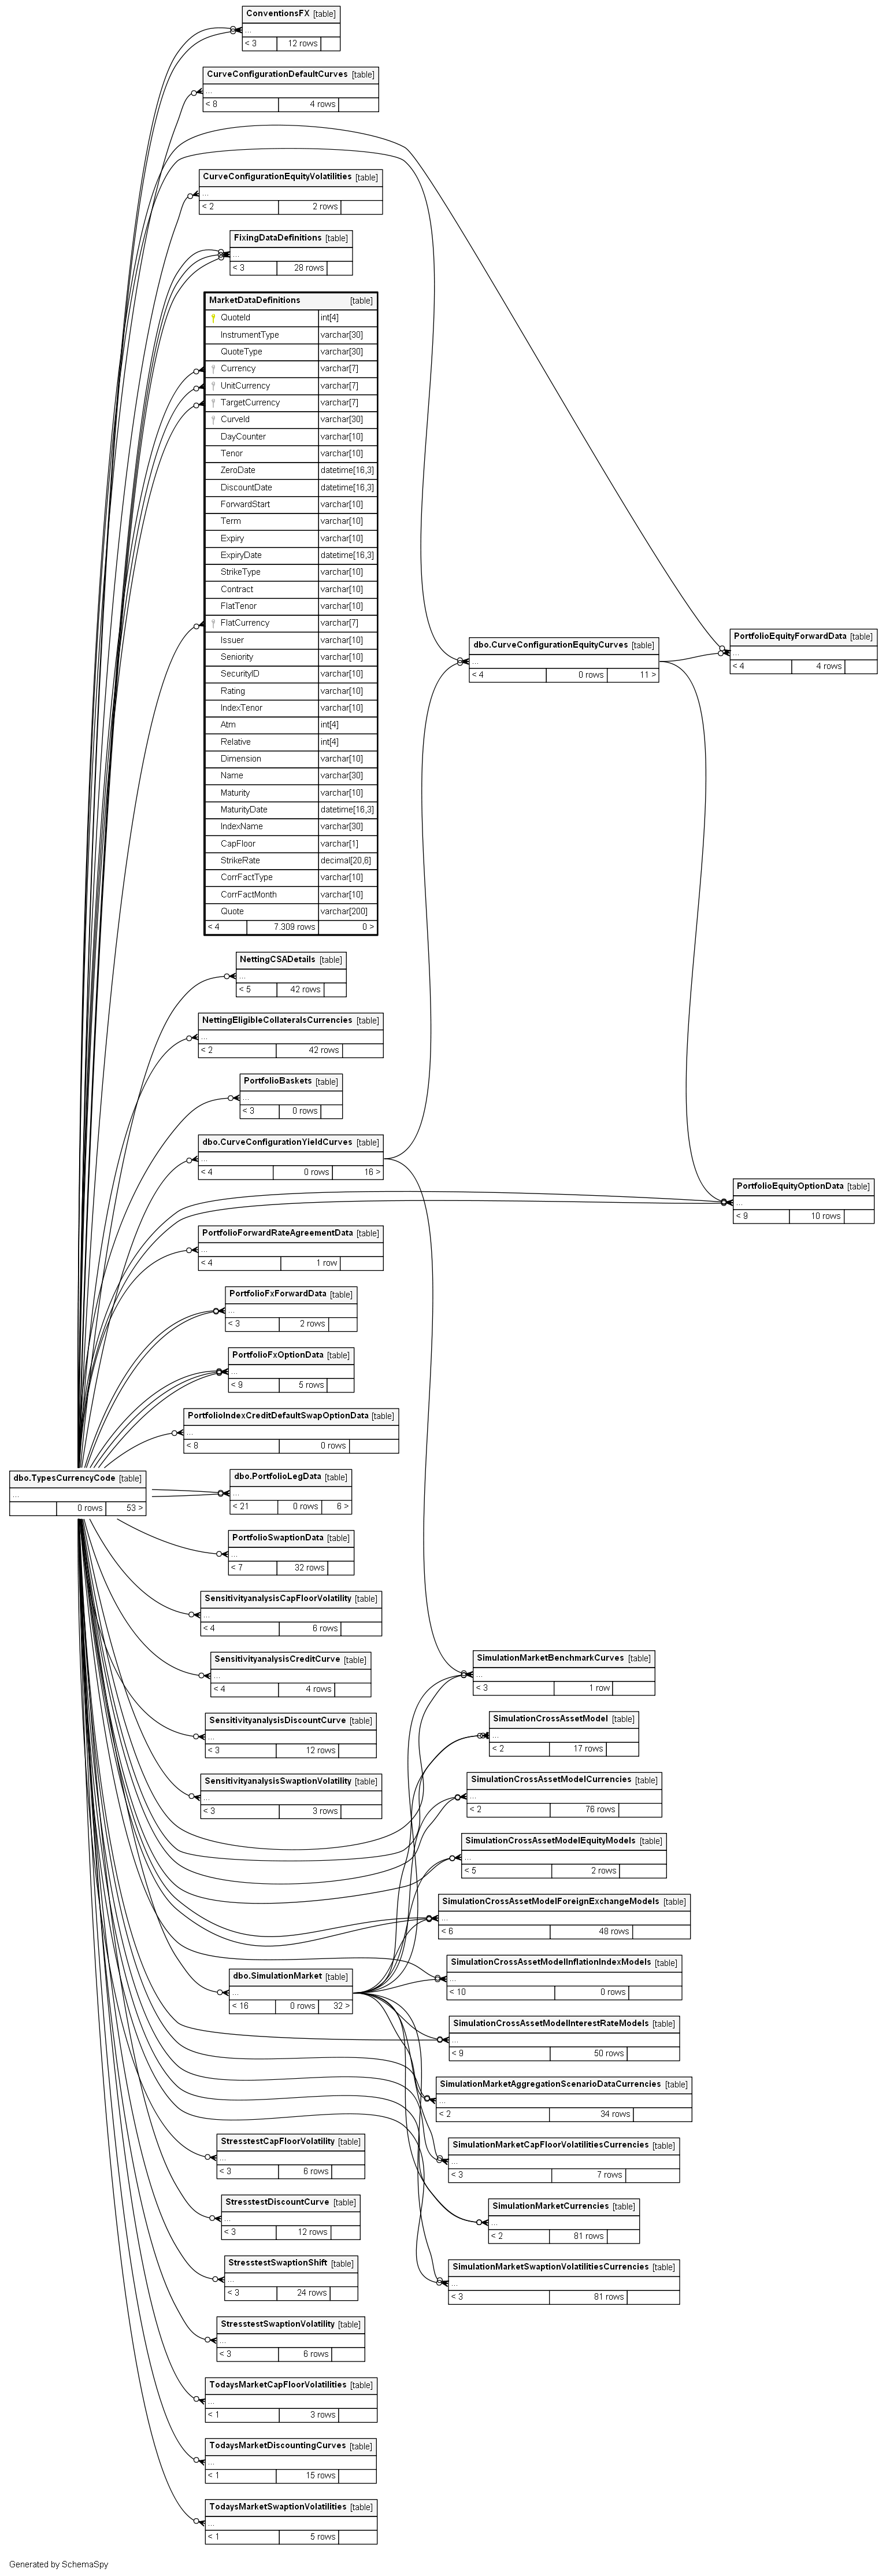 ConventionsFX [table]
...
< 3 12 rows
CurveConfigurationDefaultCurves [table]
...
< 8 4 rows
CurveConfigurationEquityVolatilities [table]
...
< 2 2 rows
FixingDataDefinitions [table]
...
< 3 28 rows
MarketDataDefinitions [table]
QuoteId int[4]
InstrumentType varchar[30]
QuoteType varchar[30]
Currency varchar[7]
UnitCurrency varchar[7]
TargetCurrency varchar[7]
CurveId varchar[30]
DayCounter varchar[10]
Tenor varchar[10]
ZeroDate datetime[16,3]
DiscountDate datetime[16,3]
ForwardStart varchar[10]
Term varchar[10]
Expiry varchar[10]
ExpiryDate datetime[16,3]
StrikeType varchar[10]
Contract varchar[10]
FlatTenor varchar[10]
FlatCurrency varchar[7]
Issuer varchar[10]
Seniority varchar[10]
SecurityID varchar[10]
Rating varchar[10]
IndexTenor varchar[10]
Atm int[4]
Relative int[4]
Dimension varchar[10]
Name varchar[30]
Maturity varchar[10]
MaturityDate datetime[16,3]
IndexName varchar[30]
CapFloor varchar[1]
StrikeRate decimal[20,6]
CorrFactType varchar[10]
CorrFactMonth varchar[10]
Quote varchar[200]
< 4 7.309 rows 0 >
dbo.CurveConfigurationEquityCurves [table]
...
< 4 0 rows 11 >
PortfolioEquityForwardData [table]
...
< 4 4 rows
NettingCSADetails [table]
...
< 5 42 rows
NettingEligibleCollateralsCurrencies [table]
...
< 2 42 rows
PortfolioBaskets [table]
...
< 3 0 rows
dbo.CurveConfigurationYieldCurves [table]
...
< 4 0 rows 16 >
PortfolioEquityOptionData [table]
...
< 9 10 rows
PortfolioForwardRateAgreementData [table]
...
< 4 1 row
PortfolioFxForwardData [table]
...
< 3 2 rows
PortfolioFxOptionData [table]
...
< 9 5 rows
PortfolioIndexCreditDefaultSwapOptionData [table]
...
< 8 0 rows
dbo.TypesCurrencyCode [table]
...
0 rows 53 >
dbo.PortfolioLegData [table]
...
< 21 0 rows 6 >
PortfolioSwaptionData [table]
...
< 7 32 rows
SensitivityanalysisCapFloorVolatility [table]
...
< 4 6 rows
SensitivityanalysisCreditCurve [table]
...
< 4 4 rows
SimulationMarketBenchmarkCurves [table]
...
< 3 1 row
SensitivityanalysisDiscountCurve [table]
...
< 3 12 rows
SimulationCrossAssetModel [table]
...
< 2 17 rows
SensitivityanalysisSwaptionVolatility [table]
...
< 3 3 rows
SimulationCrossAssetModelCurrencies [table]
...
< 2 76 rows
SimulationCrossAssetModelEquityModels [table]
...
< 5 2 rows
SimulationCrossAssetModelForeignExchangeModels [table]
...
< 6 48 rows
dbo.SimulationMarket [table]
...
< 16 0 rows 32 >
SimulationCrossAssetModelInflationIndexModels [table]
...
< 10 0 rows
SimulationCrossAssetModelInterestRateModels [table]
...
< 9 50 rows
SimulationMarketAggregationScenarioDataCurrencies [table]
...
< 2 34 rows
StresstestCapFloorVolatility [table]
...
< 3 6 rows
SimulationMarketCapFloorVolatilitiesCurrencies [table]
...
< 3 7 rows
StresstestDiscountCurve [table]
...
< 3 12 rows
SimulationMarketCurrencies [table]
...
< 2 81 rows
StresstestSwaptionShift [table]
...
< 3 24 rows
SimulationMarketSwaptionVolatilitiesCurrencies [table]
...
< 3 81 rows
StresstestSwaptionVolatility [table]
...
< 3 6 rows
TodaysMarketCapFloorVolatilities [table]
...
< 1 3 rows
TodaysMarketDiscountingCurves [table]
...
< 1 15 rows
TodaysMarketSwaptionVolatilities [table]
...
< 1 5 rows
Generated by SchemaSpy